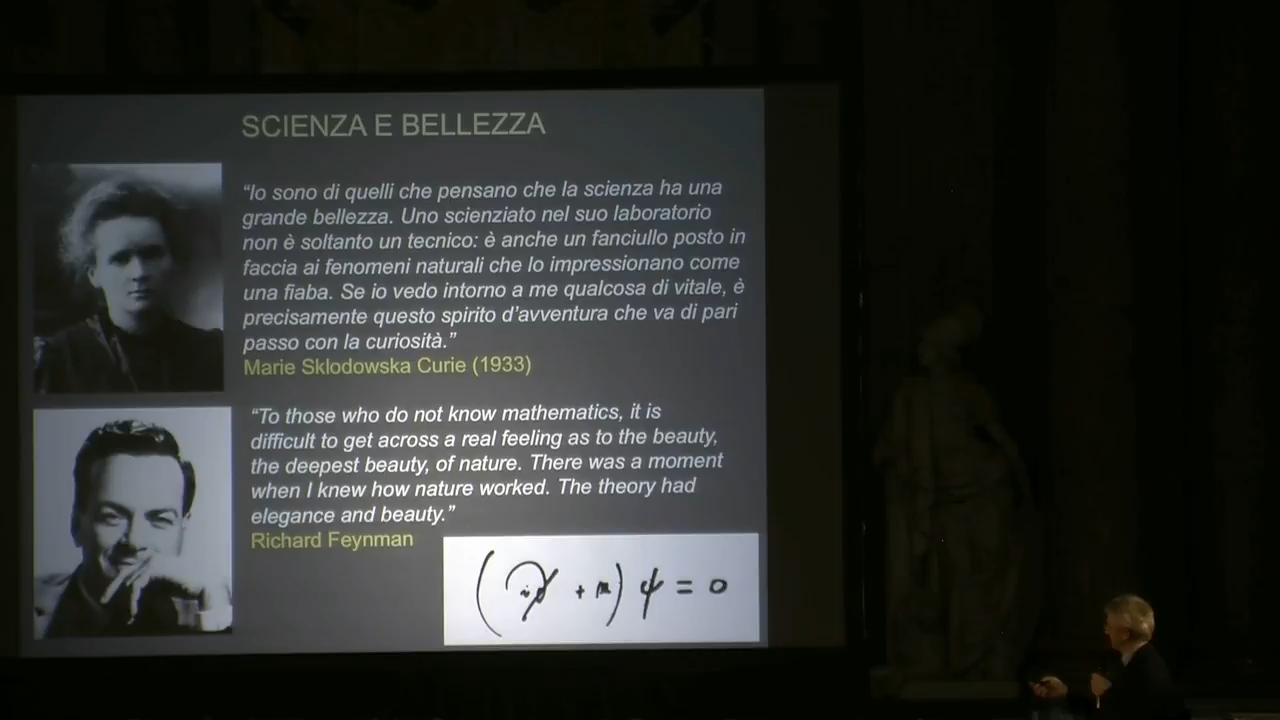 SCIENZA E BELLEZZA
“Io sono di quelli che pensano che la scienza ha una
grande bellezza. Uno scienziato nel suo laboratorio
non è soltanto un tecnico: è anche un fanciullo posto in
faccia ai fenomeni naturali che lo impressionano come
una fiaba. Se io vedo intorno a me qualcosa di vitale, è
precisamente questo spirito d’avventura che va di pari
passo con la curiosità.”
Marie Sklodowska Curie (1933)
“To those who do not know mathematics, it is
difficult to get across a real feeling as to the beauty,
the deepest beauty, of nature. There was a moment
when I knew how nature worked. The theory had
elegance and beauty.”
Richard Feynman
(i∂̸ + m) ψ = 0